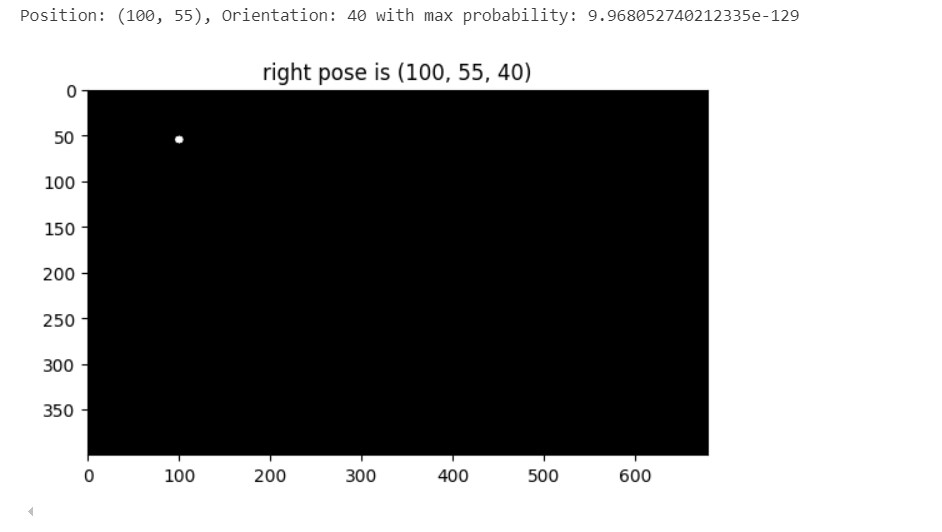 Position: (100, 55), Orientation: 40 with max probability: 9.968052740212335e-129
right pose is (100, 55, 40)
0
50
100
150
200
250
300
350
0 100 200 300 400 500 600